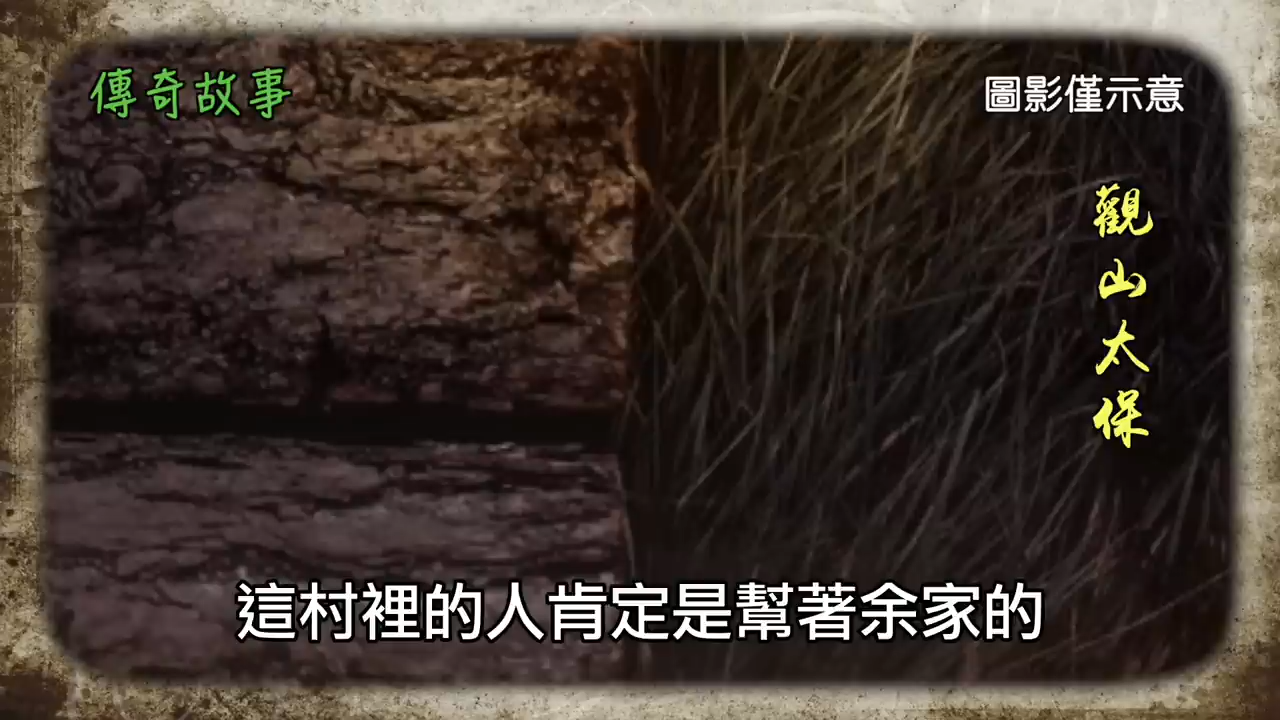 傳奇故事
圖影僅示意
觀山太保
這村裡的人肯定是幫著余家的